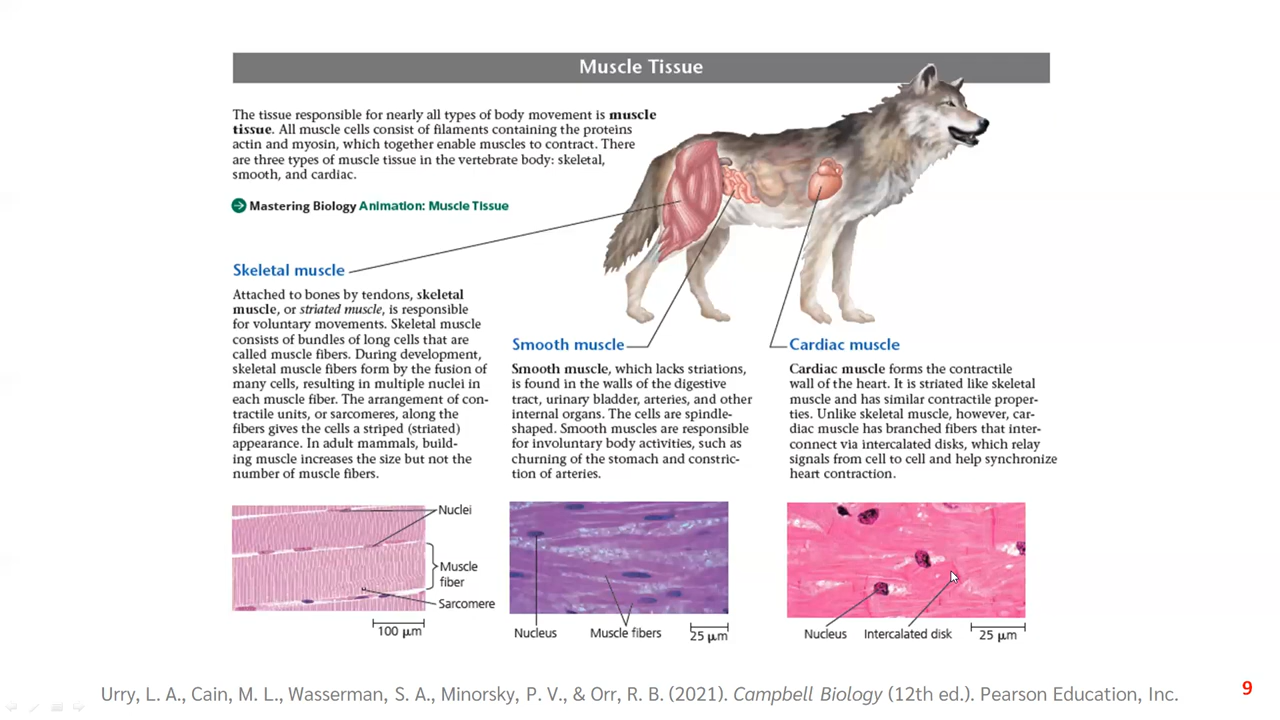 Muscle Tissue
The tissue responsible for nearly all types of body movement is muscle
tissue. All muscle cells consist of filaments containing the proteins
actin and myosin, which together enable muscles to contract. There
are three types of muscle tissue in the vertebrate body: skeletal,
smooth, and cardiac.
Mastering Biology Animation: Muscle Tissue
Skeletal muscle
Attached to bones by tendons, skeletal
muscle, or striated muscle, is responsible
for voluntary movements. Skeletal muscle
consists of bundles of long cells that are
called muscle fibers. During development,
skeletal muscle fibers form by the fusion of
many cells, resulting in multiple nuclei in
each muscle fiber. The arrangement of con-
tractile units, or sarcomeres, along the
fibers gives the cells a striped (striated)
appearance. In adult mammals, build-
ing muscle increases the size but not the
number of muscle fibers.
Nuclei
Muscle
fiber
Sarcomere
100 μm
Smooth muscle
Smooth muscle, which lacks striations,
is found in the walls of the digestive
tract, urinary bladder, arteries, and other
internal organs. The cells are spindle-
shaped. Smooth muscles are responsible
for involuntary body activities, such as
churning of the stomach and constric-
tion of arteries.
Nucleus
Muscle fibers
25 μm
Cardiac muscle
Cardiac muscle forms the contractile
wall of the heart. It is striated like skeletal
muscle and has similar contractile proper-
ties. Unlike skeletal muscle, however, car-
diac muscle has branched fibers that inter-
connect via intercalated disks, which relay
signals from cell to cell and help synchronize
heart contraction.
Nucleus
Intercalated disk
25 μm
Urry, L. A., Cain, M. L., Wasserman, S. A., Minorsky, P. V., & Orr, R. B. (2021). Campbell Biology (12th ed.). Pearson Education, Inc.
9